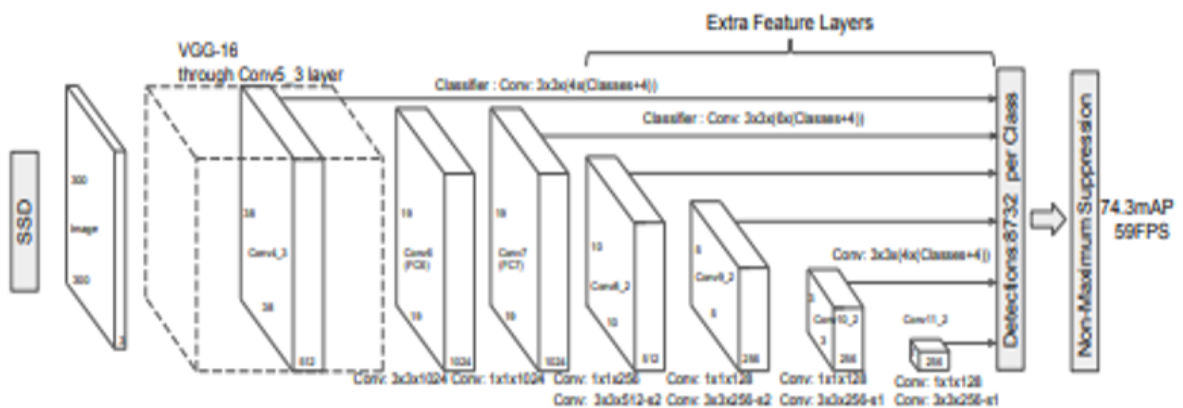 Extra Feature Layers
VGG-16
through Conv5_3 layer
Classifier : Conv: 3x3x(4x(Classes+4))
Classifier : Conv: 3x3x(6x(Classes+4))
SSD
300
Image
300
3
38
Conv4_3
38
512
19
Conv6
(FC6)
19
1024
19
Conv7
(FC7)
19
1024
10
Conv8_2
10
512
5
Conv9_2
5
256
Conv: 3x3x(4x(Classes+4))
3
Conv10_2
3
256
Conv11_2
256
Detections:8732 per Class
Non-Maximum Suppression
74.3mAP
59FPS
Conv: 3x3x1024
Conv: 1x1x1024
Conv: 1x1x256
Conv: 3x3x512-s2
Conv: 1x1x128
Conv: 3x3x256-s2
Conv: 1x1x128
Conv: 3x3x256-s1
Conv: 1x1x128
Conv: 3x3x256-s1